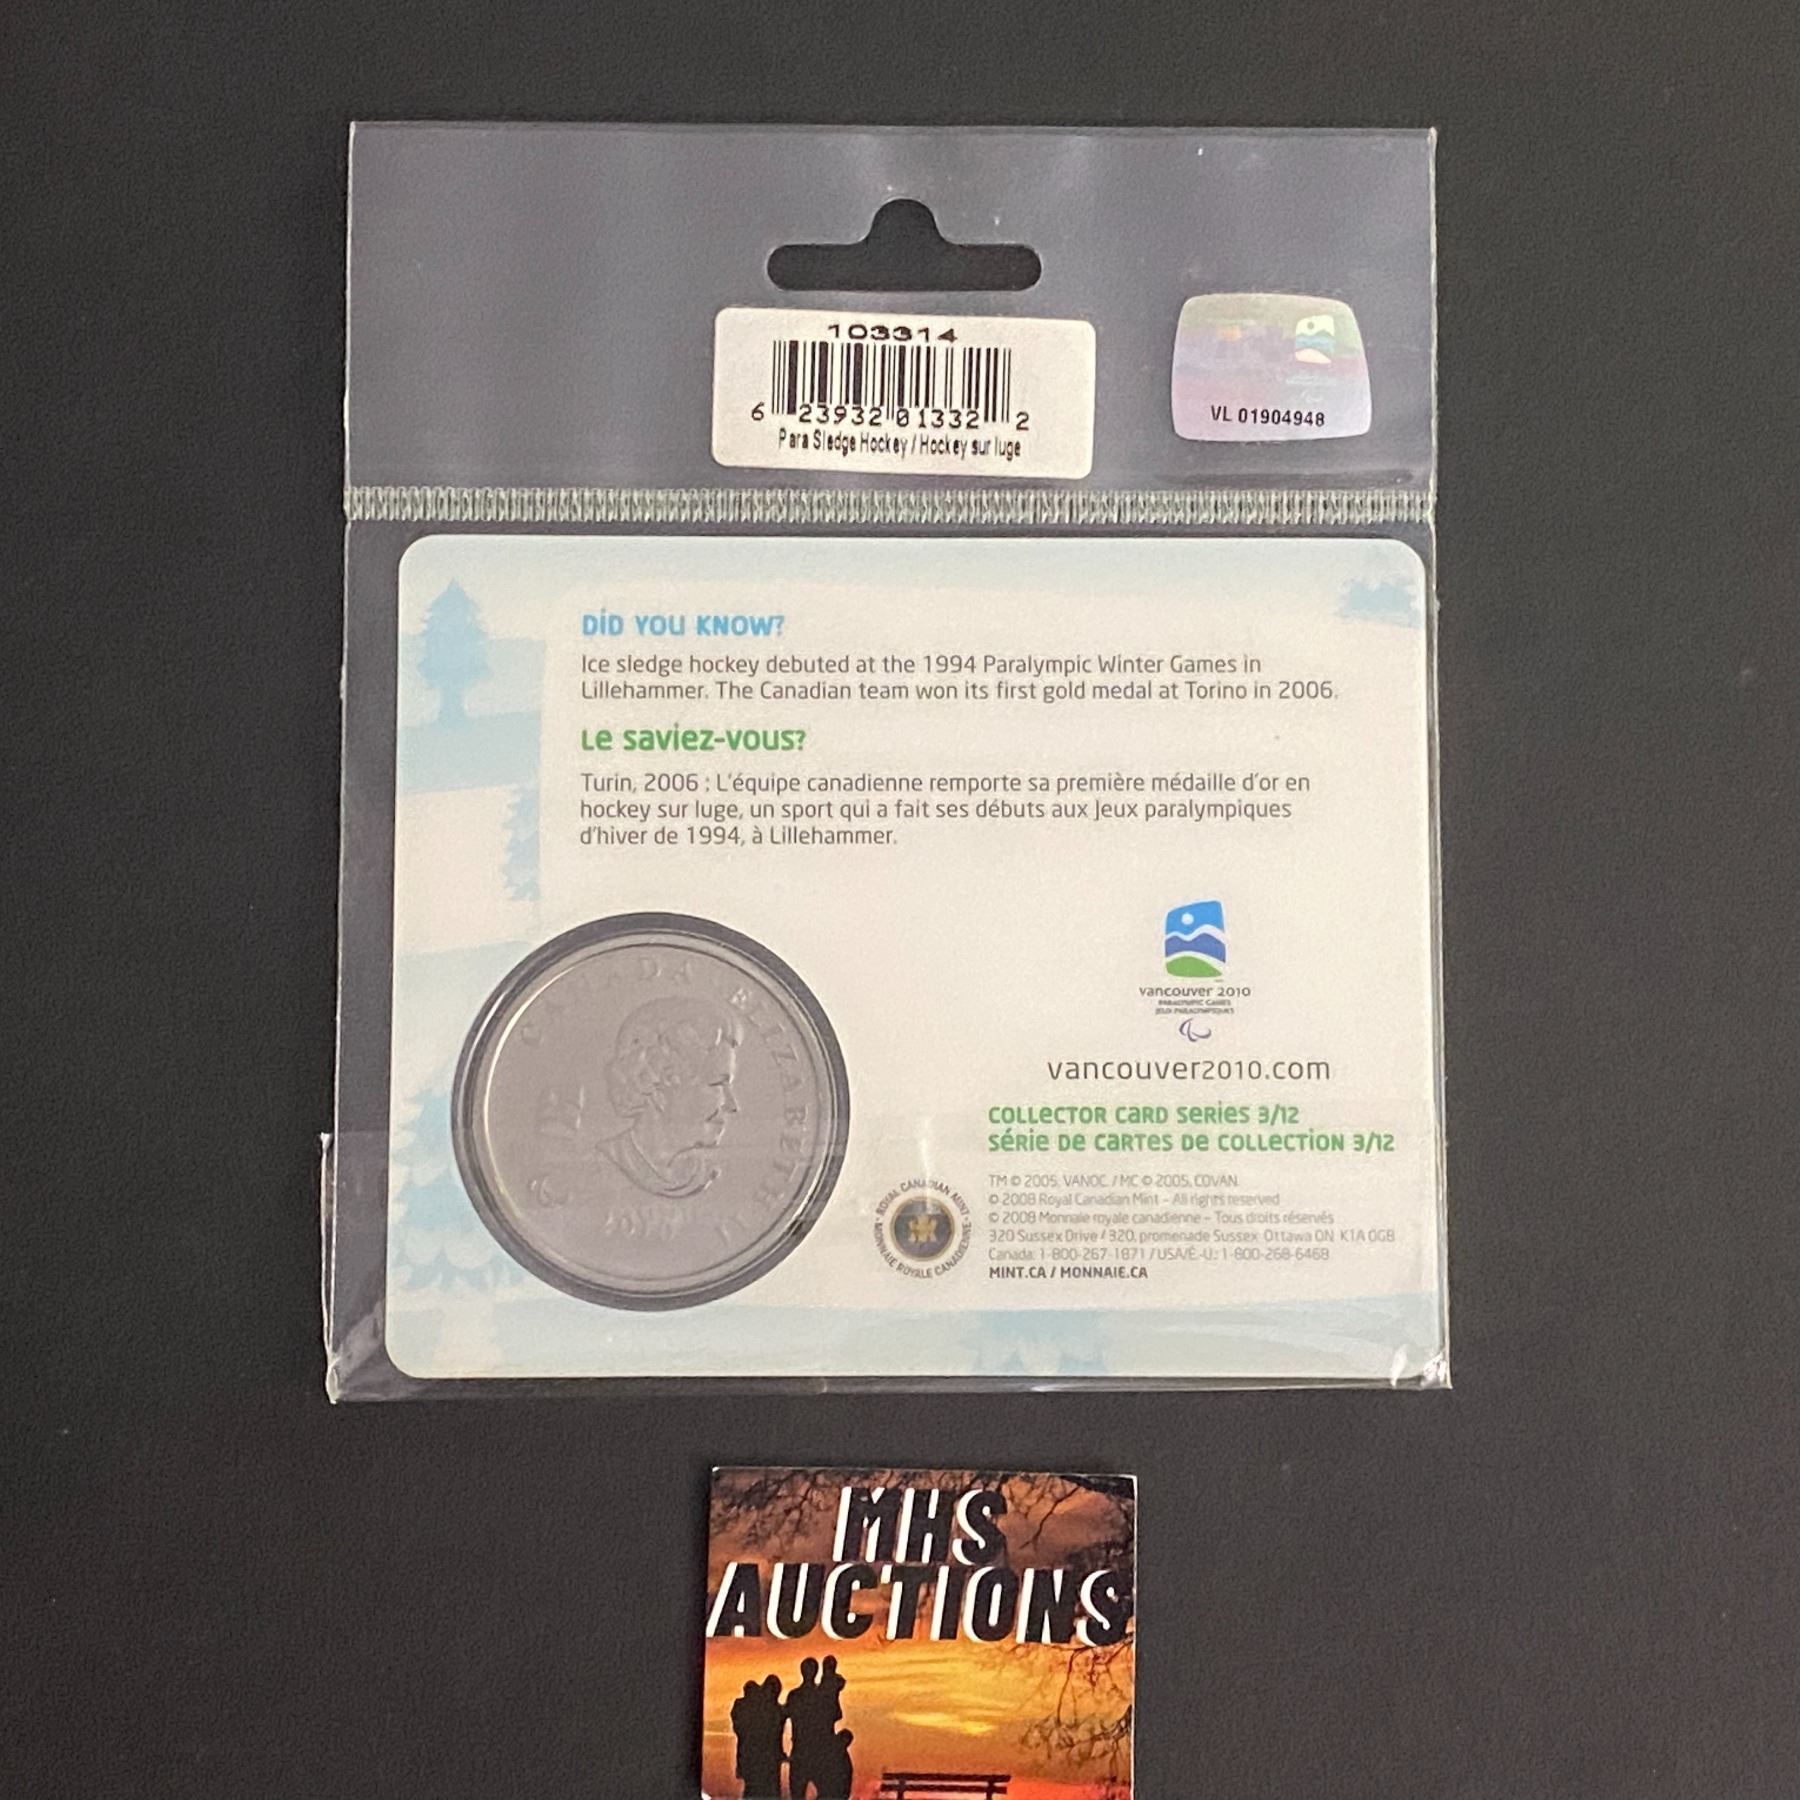 103314
6 23932 01332 2
Para Sledge Hockey / Hockey sur luge
VL 01904948
DID YOU KNOW?
Ice sledge hockey debuted at the 1994 Paralympic Winter Games in
Lillehammer. The Canadian team won its first gold medal at Torino in 2006.
Le saviez-vous?
Turin, 2006 : L'équipe canadienne remporte sa première médaille d'or en
hockey sur luge, un sport qui a fait ses débuts aux Jeux paralympiques
d'hiver de 1994, à Lillehammer.
CANADA ELIZABETH II
vancouver 2010
PARALYMPIC GAMES
JEUX PARALYMPIQUES
vancouver2010.com
COLLECTOR CARD SERIES 3/12
SÉRIE DE CARTES DE COLLECTION 3/12
ROYAL CANADIAN MINT • MONNAIE ROYALE CANADIENNE •
TM © 2005, VANOC. / MC © 2005, COVAN.
© 2008 Royal Canadian Mint – All rights reserved
© 2008 Monnaie royale canadienne – Tous droits réservés
320 Sussex Drive / 320, promenade Sussex, Ottawa ON K1A 0G8
Canada: 1-800-267-1871 / USA/É.-U.: 1-800-268-6468
MINT.CA / MONNAIE.CA
MHS
AUCTIONS